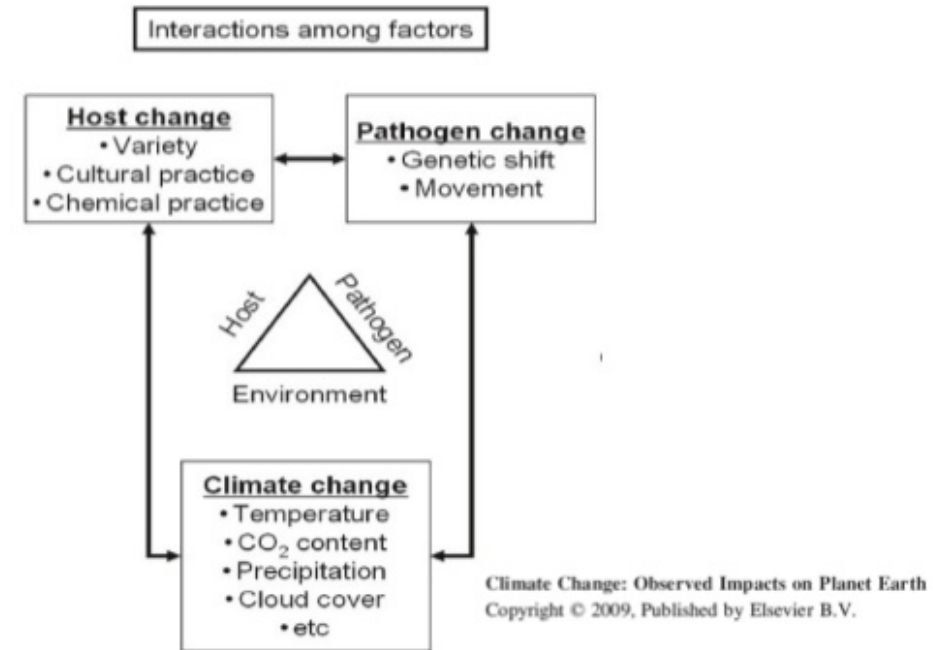 Interactions among factors
Host change
• Variety
• Cultural practice
• Chemical practice
Pathogen change
• Genetic shift
• Movement
Host
Pathogen
Environment
Climate change
• Temperature
• CO₂ content
• Precipitation
• Cloud cover
• etc
Climate Change: Observed Impacts on Planet Earth
Copyright © 2009, Published by Elsevier B.V.